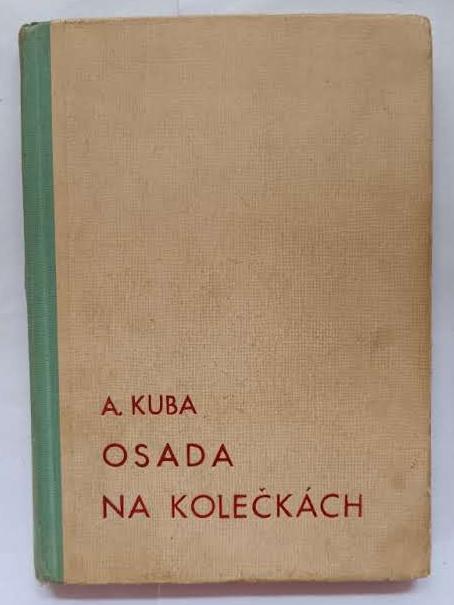 A. KUBA
OSADA
NA KOLEČKÁCH